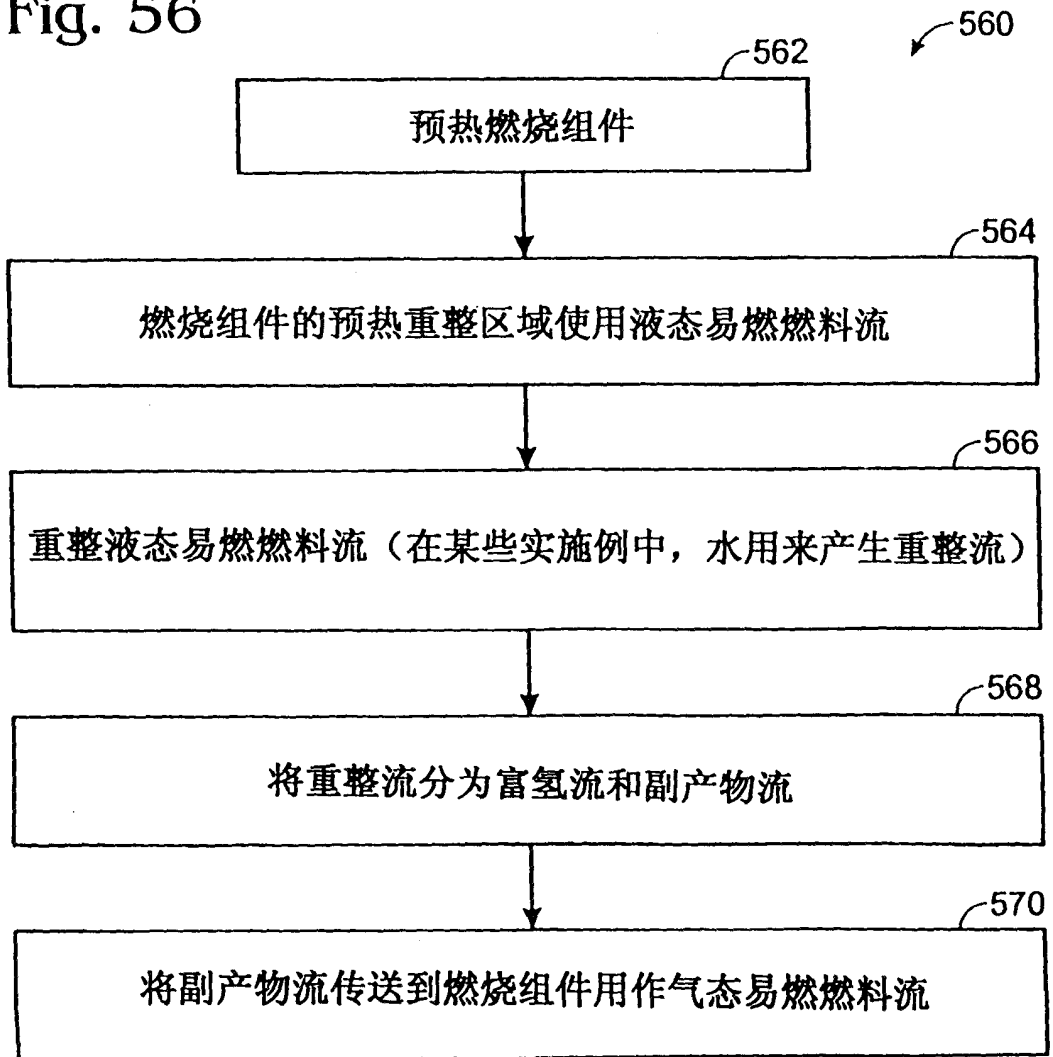 Fig. 56
560
562
预热燃烧组件
564
燃烧组件的预热重整区域使用液态易燃燃料流
566
重整液态易燃燃料流（在某些实施例中，水用来产生重整流）
568
将重整流分为富氢流和副产物流
570
将副产物流传送到燃烧组件用作气态易燃燃料流